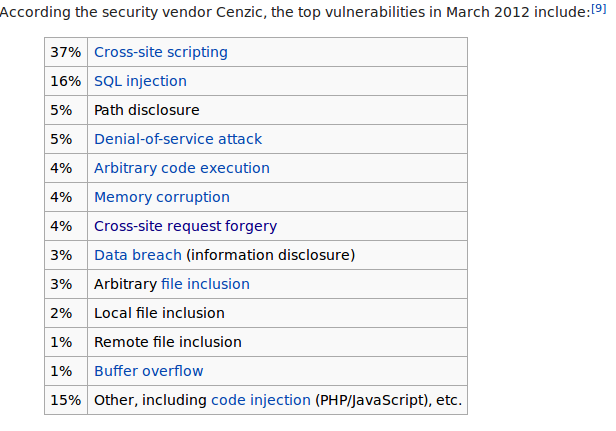 According the security vendor Cenzic, the top vulnerabilities in March 2012 include:[9]
37% Cross-site scripting
16% SQL injection
5% Path disclosure
5% Denial-of-service attack
4% Arbitrary code execution
4% Memory corruption
4% Cross-site request forgery
3% Data breach (information disclosure)
3% Arbitrary file inclusion
2% Local file inclusion
1% Remote file inclusion
1% Buffer overflow
15% Other, including code injection (PHP/JavaScript), etc.